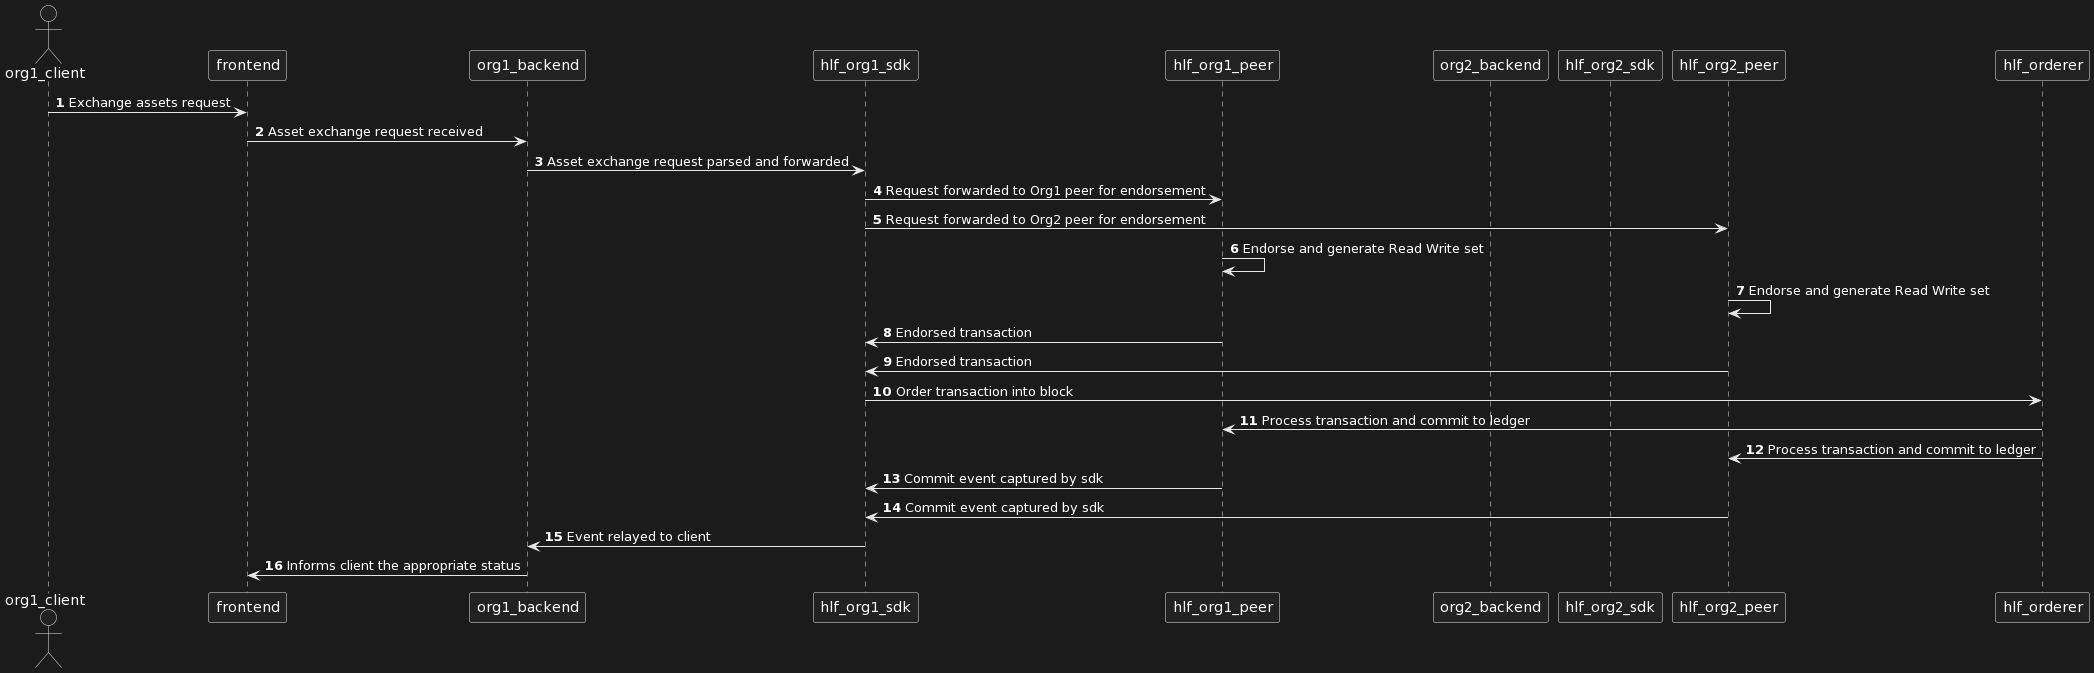 org1_client
frontend
org1_backend
hlf_org1_sdk
hlf_org1_peer
org2_backend
hlf_org2_sdk
hlf_org2_peer
hlf_orderer
1 Exchange assets request
2 Asset exchange request received
3 Asset exchange request parsed and forwarded
4 Request forwarded to Org1 peer for endorsement
5 Request forwarded to Org2 peer for endorsement
6 Endorse and generate Read Write set
7 Endorse and generate Read Write set
8 Endorsed transaction
9 Endorsed transaction
10 Order transaction into block
11 Process transaction and commit to ledger
12 Process transaction and commit to ledger
13 Commit event captured by sdk
14 Commit event captured by sdk
15 Event relayed to client
16 Informs client the appropriate status
org1_client
frontend
org1_backend
hlf_org1_sdk
hlf_org1_peer
org2_backend
hlf_org2_sdk
hlf_org2_peer
hlf_orderer